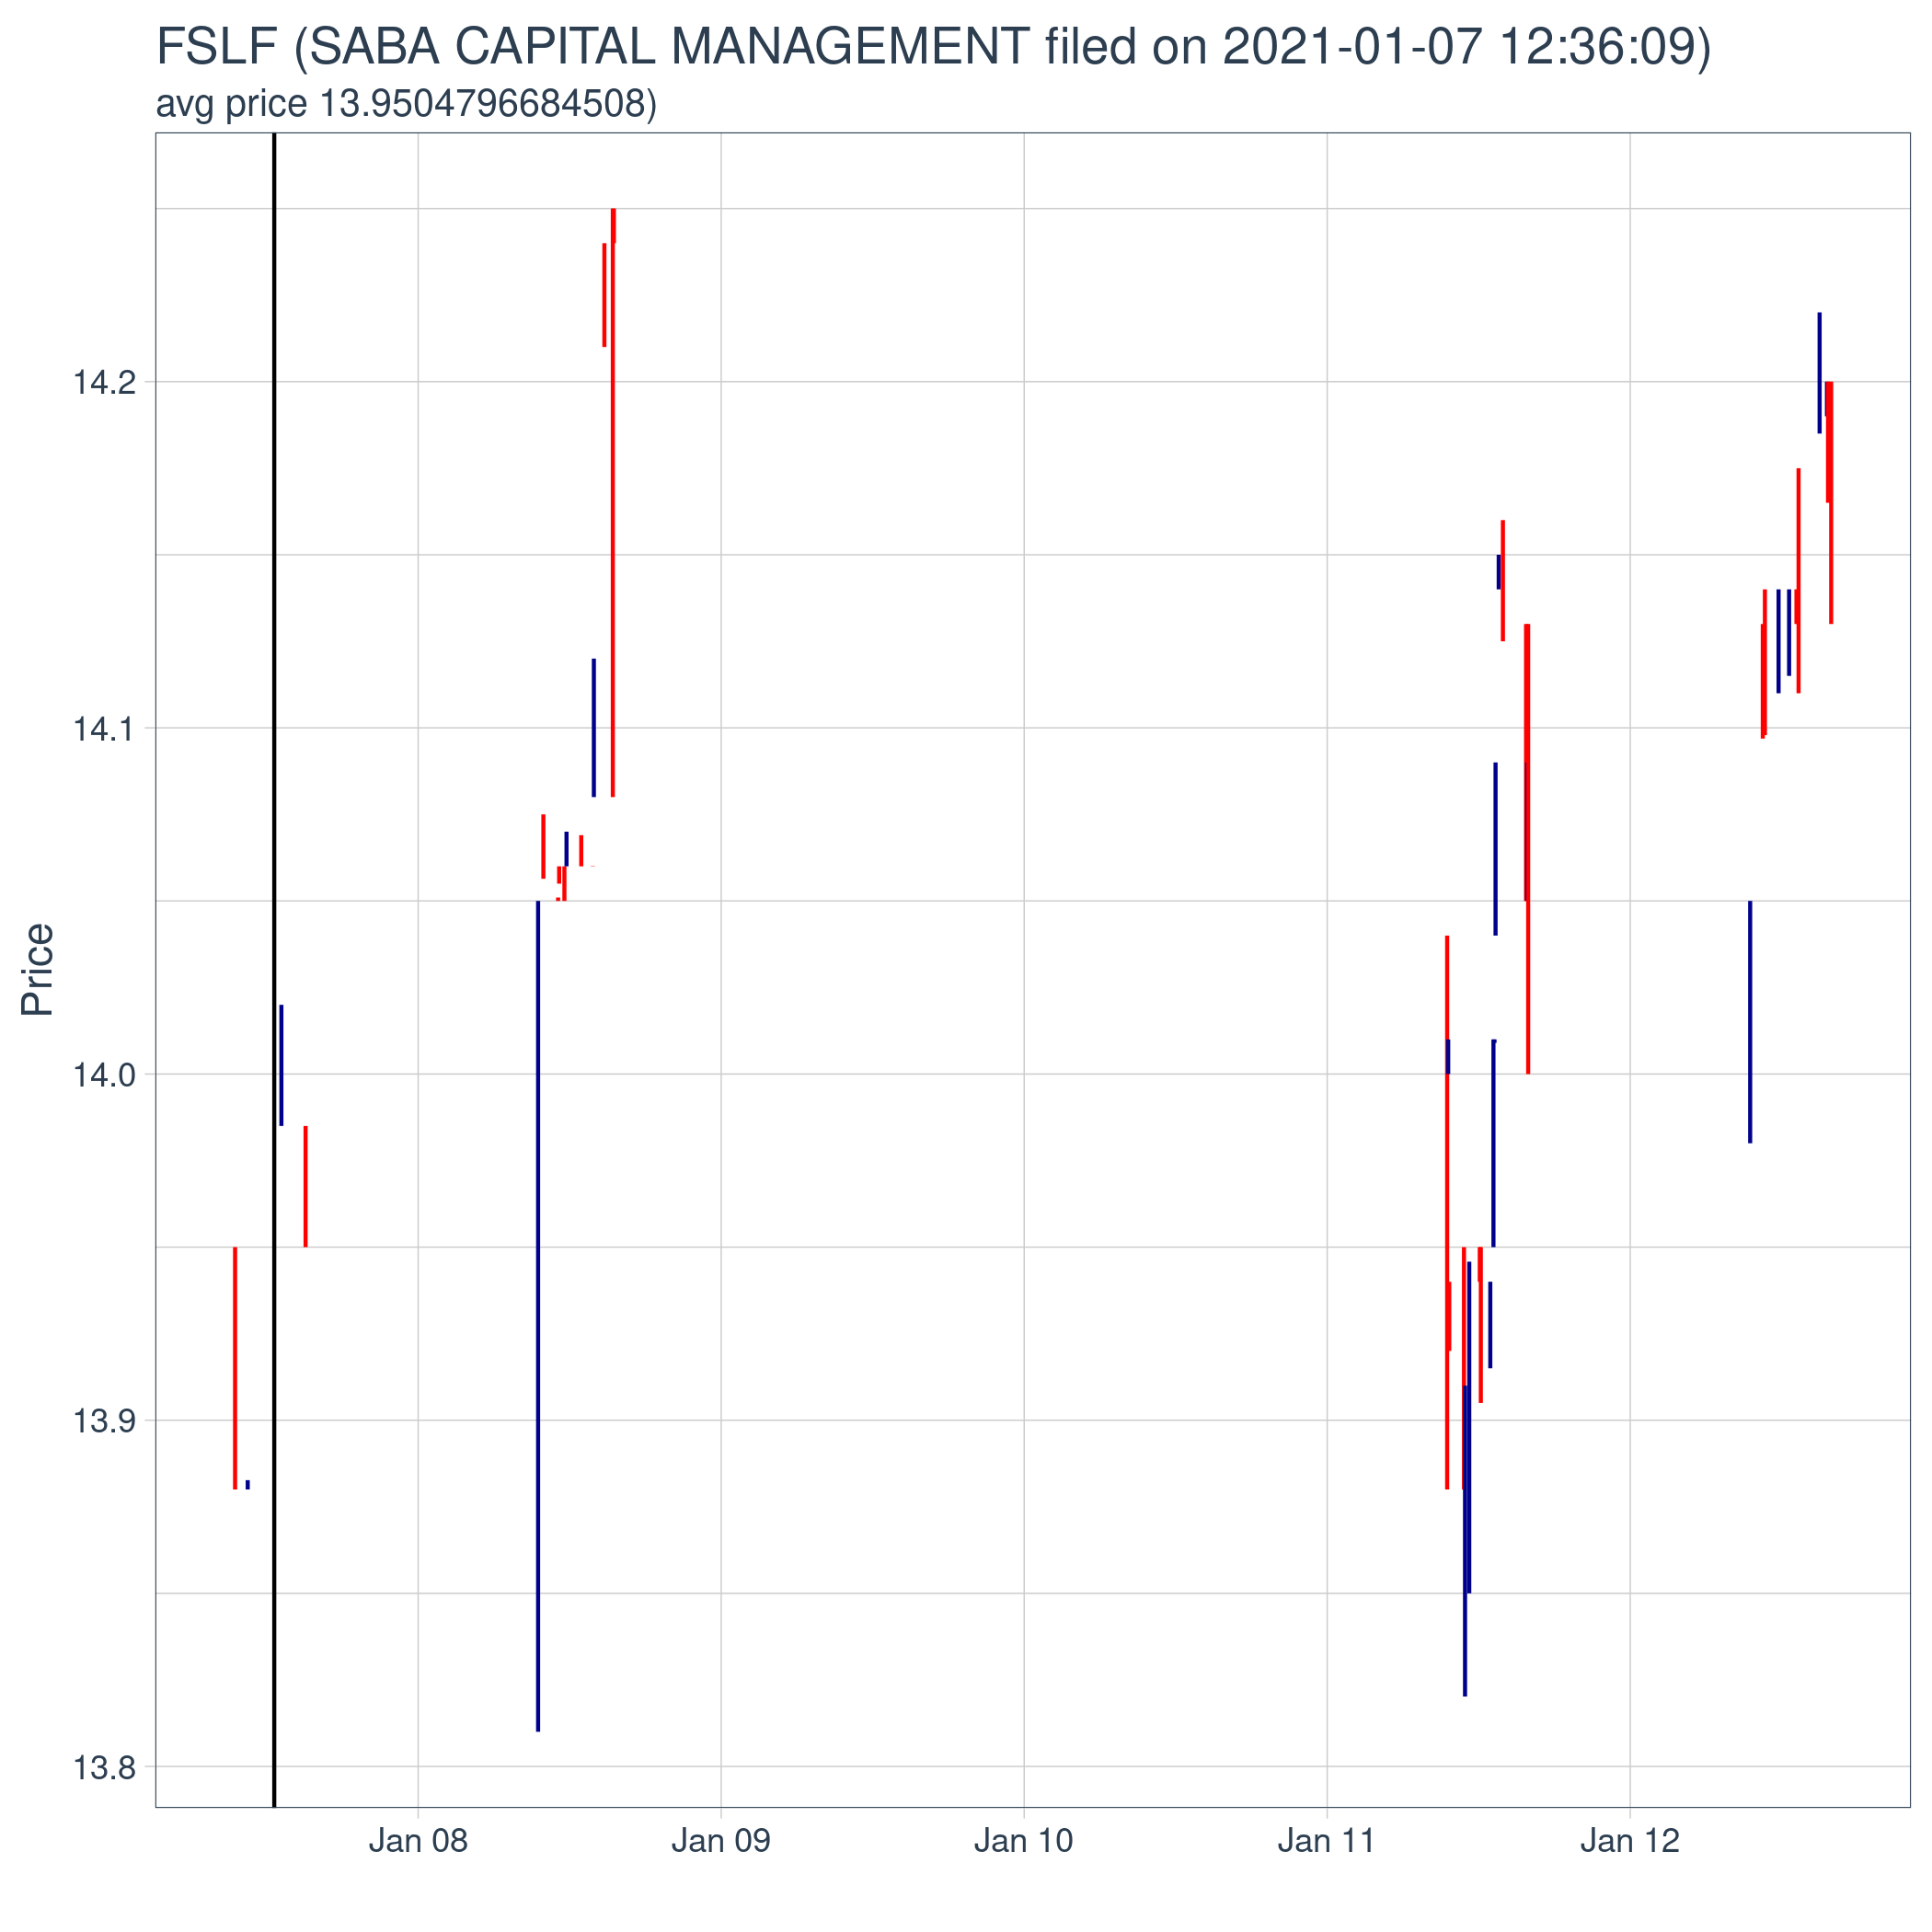 FSLF (SABA CAPITAL MANAGEMENT filed on 2021-01-07 12:36:09)
avg price 13.9504796684508)
14.2
14.1
14.0
13.9
13.8
Price
Jan 08 Jan 09 Jan 10 Jan 11 Jan 12